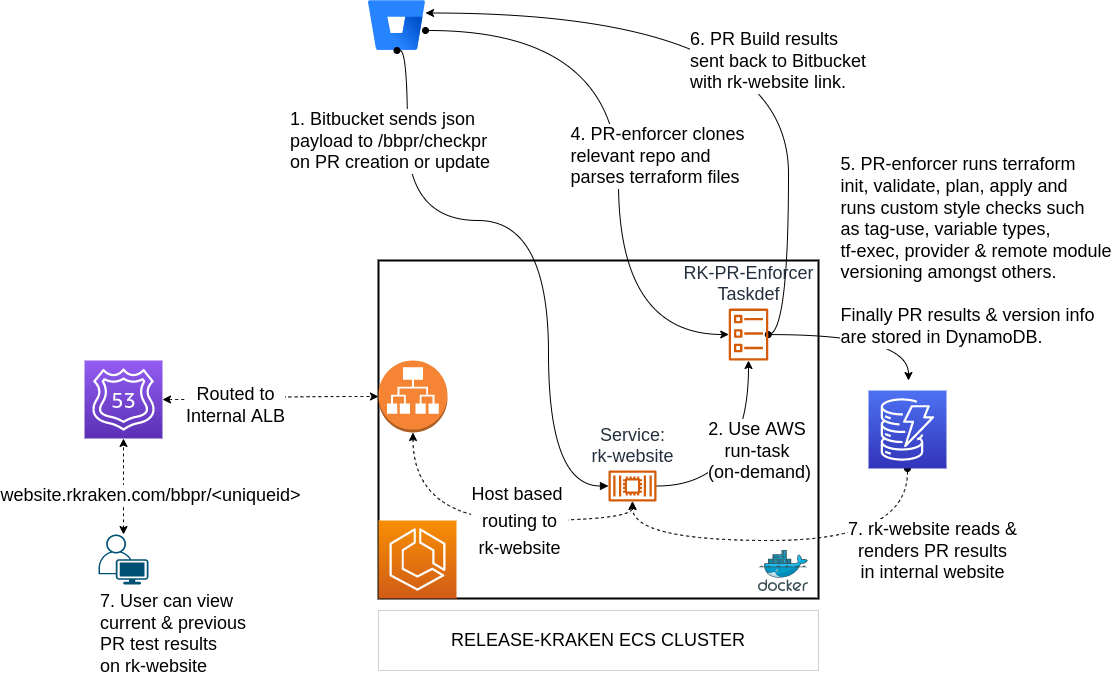 6. PR Build results
sent back to Bitbucket
with rk-website link.
1. Bitbucket sends json
payload to /bbpr/checkpr
on PR creation or update
4. PR-enforcer clones
relevant repo and
parses terraform files
5. PR-enforcer runs terraform
init, validate, plan, apply and
runs custom style checks such
as tag-use, variable types,
tf-exec, provider & remote module
versioning amongst others.
Finally PR results & version info
are stored in DynamoDB.
RK-PR-Enforcer
Taskdef
53
Routed to
Internal ALB
Service:
rk-website
2. Use AWS
run-task
(on-demand)
website.rkraken.com/bbpr/<uniqueid>
Host based
routing to
rk-website
7. rk-website reads &
renders PR results
in internal website
docker
7. User can view
current & previous
PR test results
on rk-website
RELEASE-KRAKEN ECS CLUSTER